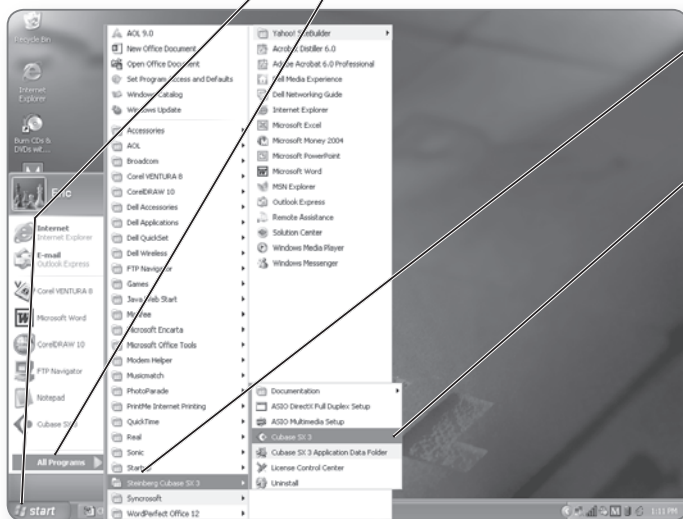 Recycle Bin
Internet
Explorer
Burn CDs &
DVDs wit...
Eric
Internet
Internet Explorer
E-mail
Outlook Express
Corel VENTURA 8
Microsoft Word
CorelDRAW 10
FTP Navigator
Notepad
Cubase SX 3
All Programs
start
AOL 9.0
New Office Document
Open Office Document
Set Program Access and Defaults
Windows Catalog
Windows Update
Accessories
AOL
Broadcom
Corel VENTURA 8
CorelDRAW 10
Dell Accessories
Dell Applications
Dell QuickSet
Dell Wireless
FTP Navigator
Games
Java Web Start
McAfee
Microsoft Encarta
Microsoft Office Tools
Modem Helper
Musicmatch
PhotoParade
PrintMe Internet Printing
QuickTime
Real
Sonic
Startup
Steinberg Cubase SX 3
Syncrosoft
WordPerfect Office 12
Yahoo! SiteBuilder
Acrobat Distiller 6.0
Adobe Acrobat 6.0 Professional
Dell Media Experience
Dell Networking Guide
Internet Explorer
Microsoft Excel
Microsoft Money 2004
Microsoft PowerPoint
Microsoft Word
MSN Explorer
Outlook Express
Remote Assistance
Solution Center
Windows Media Player
Windows Messenger
Documentation
ASIO DirectX Full Duplex Setup
ASIO Multimedia Setup
Cubase SX 3
Cubase SX 3 Application Data Folder
License Control Center
Uninstall
1:11 PM